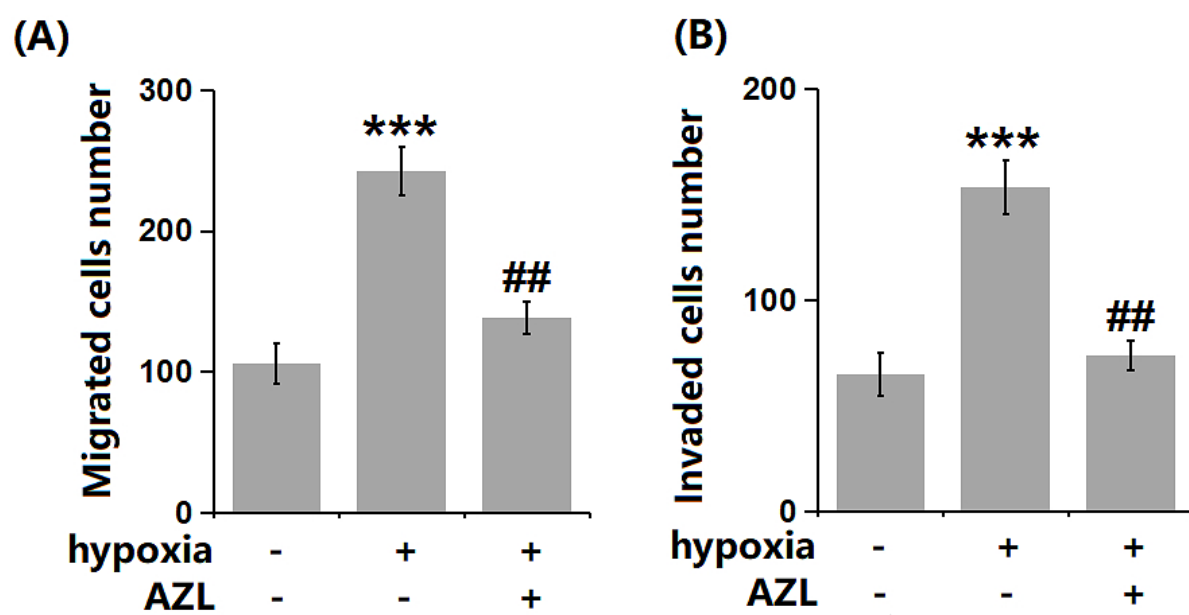 (A)
Migrated cells number
300
200
100
0
***
##
hypoxia - + +
AZL - - +
(B)
Invaded cells number
200
100
0
***
##
hypoxia - + +
AZL - - +